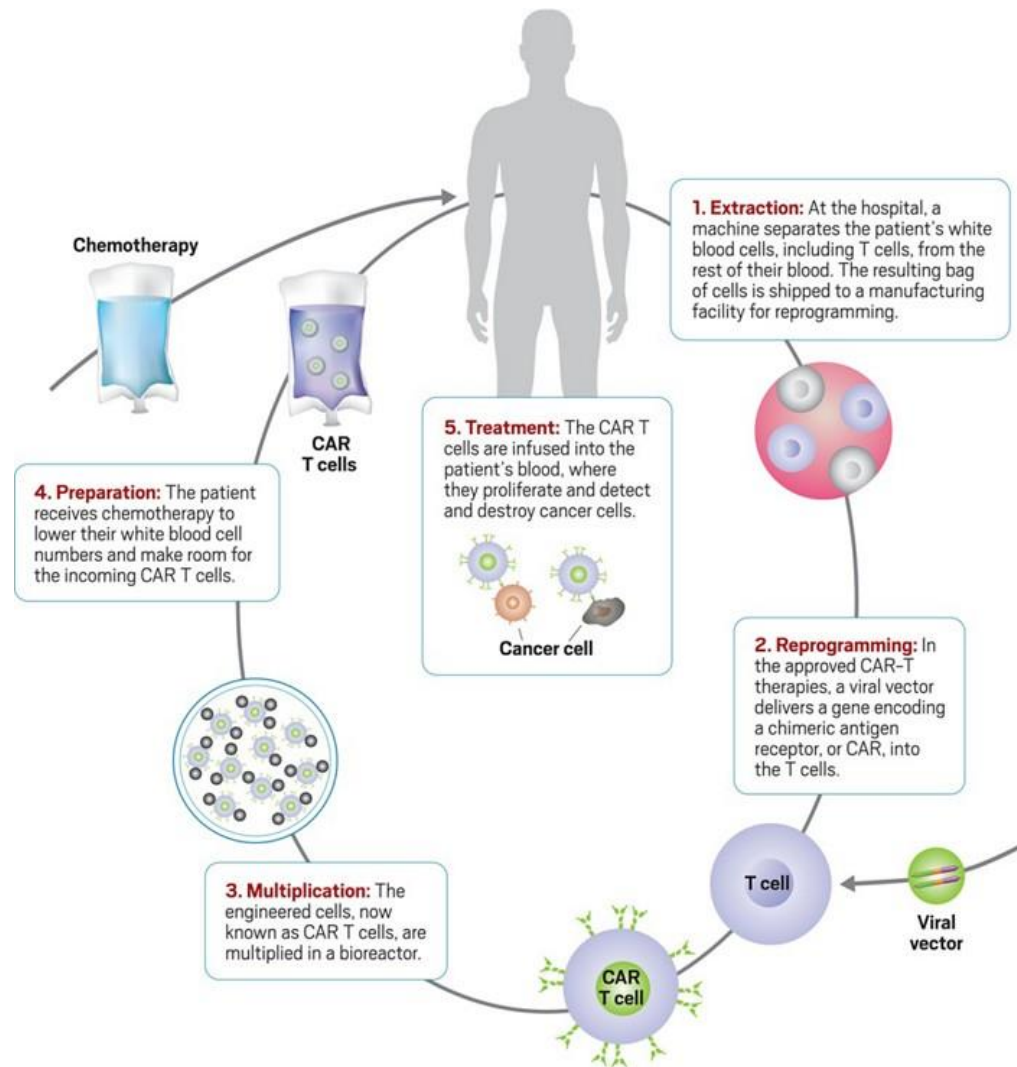 1. Extraction: At the hospital, a
machine separates the patient's white
blood cells, including T cells, from the
rest of their blood. The resulting bag
of cells is shipped to a manufacturing
facility for reprogramming.
Chemotherapy
CAR
T cells
5. Treatment: The CAR T
cells are infused into the
patient's blood, where
they proliferate and detect
and destroy cancer cells.
Cancer cell
4. Preparation: The patient
receives chemotherapy to
lower their white blood cell
numbers and make room for
the incoming CAR T cells.
2. Reprogramming: In
the approved CAR-T
therapies, a viral vector
delivers a gene encoding
a chimeric antigen
receptor, or CAR, into
the T cells.
T cell
Viral
vector
3. Multiplication: The
engineered cells, now
known as CAR T cells, are
multiplied in a bioreactor.
CAR
T cell